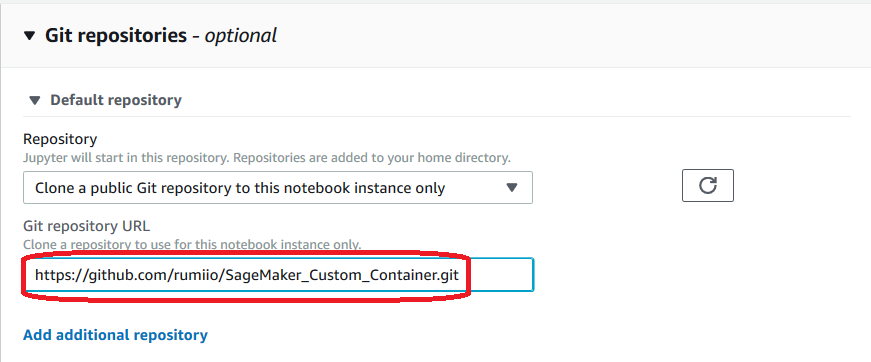 Git repositories - optional
Default repository
Repository
Jupyter will start in this repository. Repositories are added to your home directory.
Clone a public Git repository to this notebook instance only
Git repository URL
Clone a repository to use for this notebook instance only.
https://github.com/rumiio/SageMaker_Custom_Container.git
Add additional repository